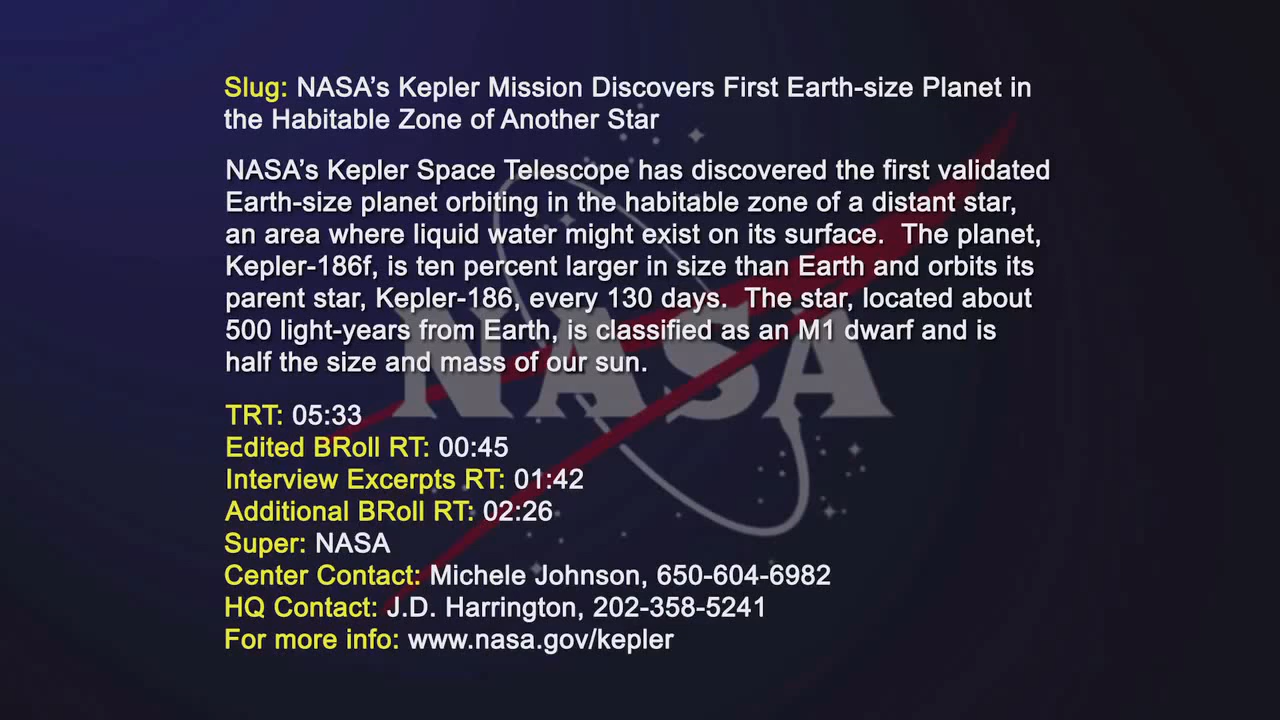 Slug: NASA’s Kepler Mission Discovers First Earth-size Planet in
the Habitable Zone of Another Star
NASA’s Kepler Space Telescope has discovered the first validated
Earth-size planet orbiting in the habitable zone of a distant star,
an area where liquid water might exist on its surface.  The planet,
Kepler-186f, is ten percent larger in size than Earth and orbits its
parent star, Kepler-186, every 130 days.  The star, located about
500 light-years from Earth, is classified as an M1 dwarf and is
half the size and mass of our sun.
NASA
TRT: 05:33
Edited BRoll RT: 00:45
Interview Excerpts RT: 01:42
Additional BRoll RT: 02:26
Super: NASA
Center Contact: Michele Johnson, 650-604-6982
HQ Contact: J.D. Harrington, 202-358-5241
For more info: www.nasa.gov/kepler